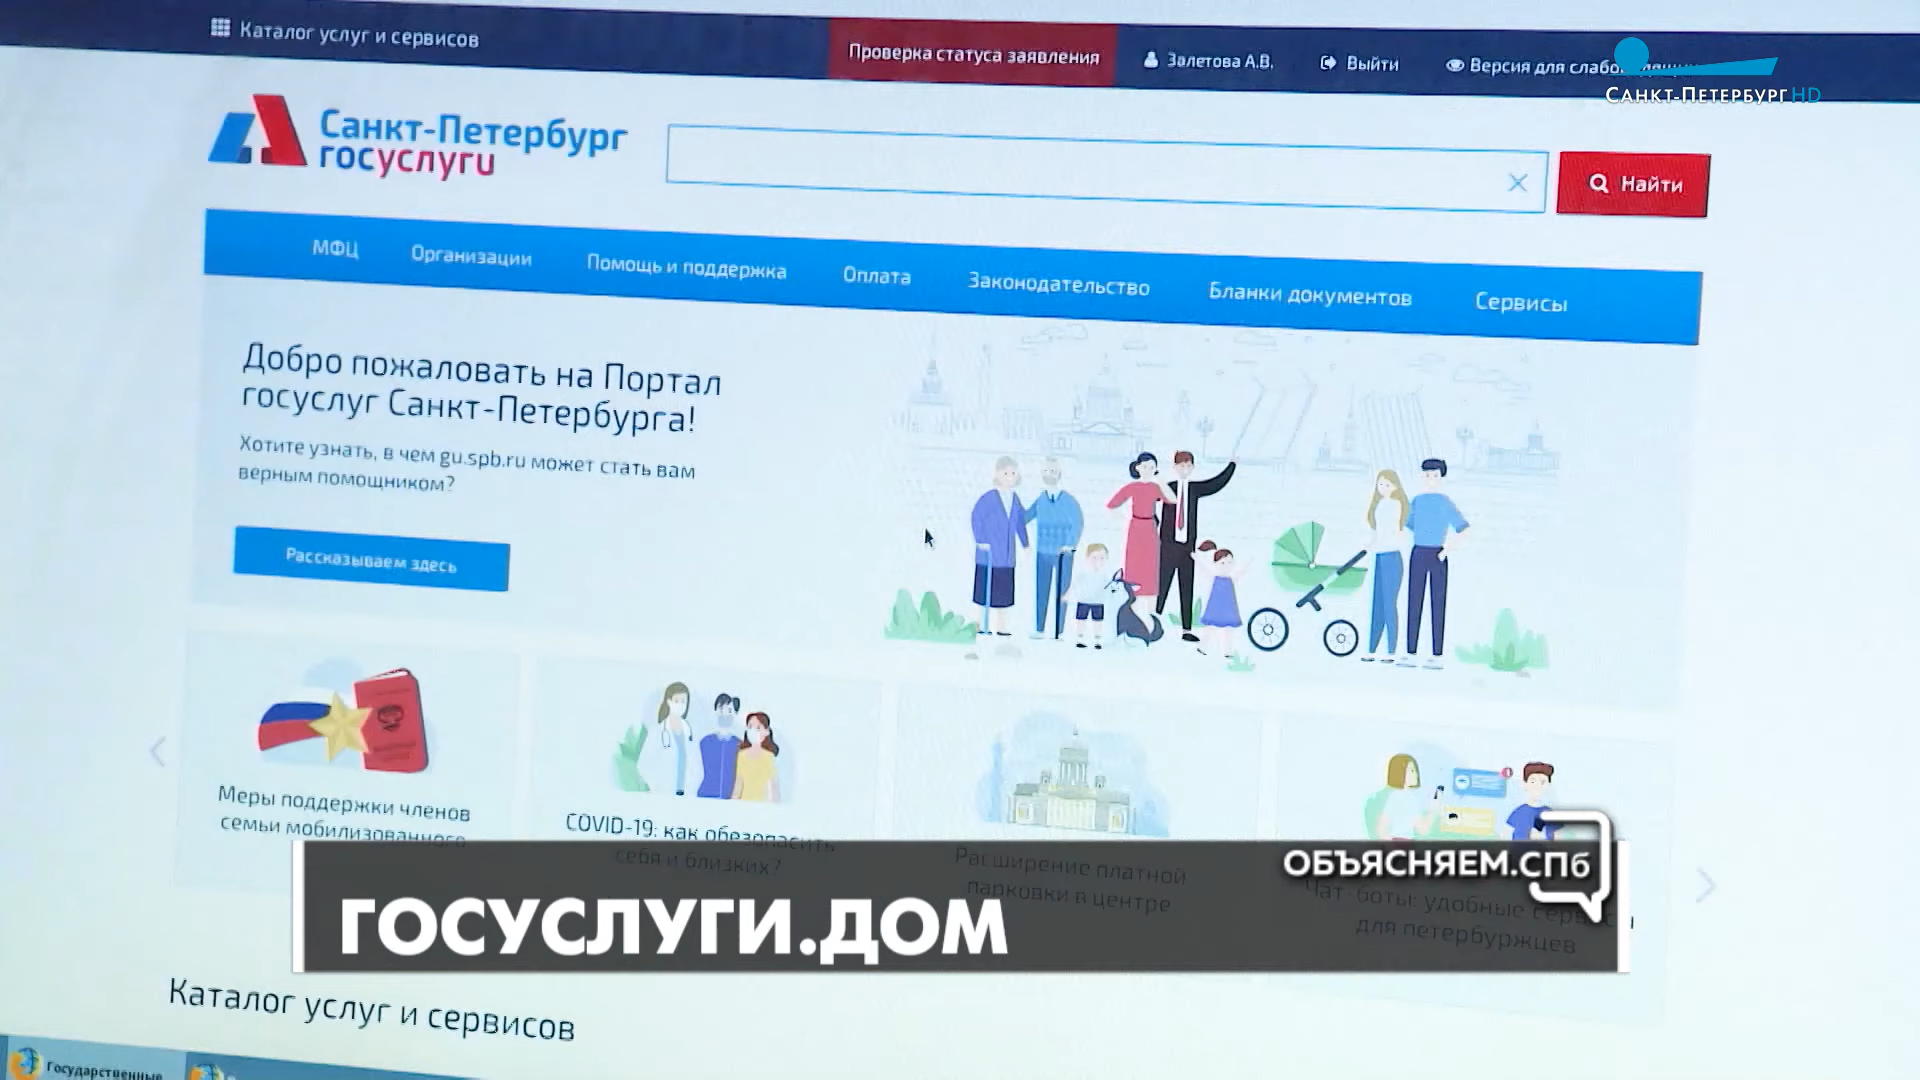 Каталог услуг и сервисов
Проверка статуса заявления
Залетова А.В.
Выйти
Версия для
САНКТ-ПЕТЕРБУРГ HD
Санкт-Петербург
госуслуги
Найти
МФЦ
Организации
Помощь и поддержка
Оплата
Законодательство
Бланки документов
Сервисы
Добро пожаловать на Портал
госуслуг Санкт-Петербурга!
Хотите узнать, в чем gu.spb.ru может стать вам
верным помощником?
Рассказываем здесь
Меры поддержки членов
семьи мобилизованного
COVID-19: как обезопасить
себя и близких?
Расширение платной
парковки в центре
Чат-боты: удобные
для петербуржцев
ОБЪЯСНЯЕМ.СПб
ГОСУСЛУГИ.ДОМ
Каталог услуг и сервисов
Государственные